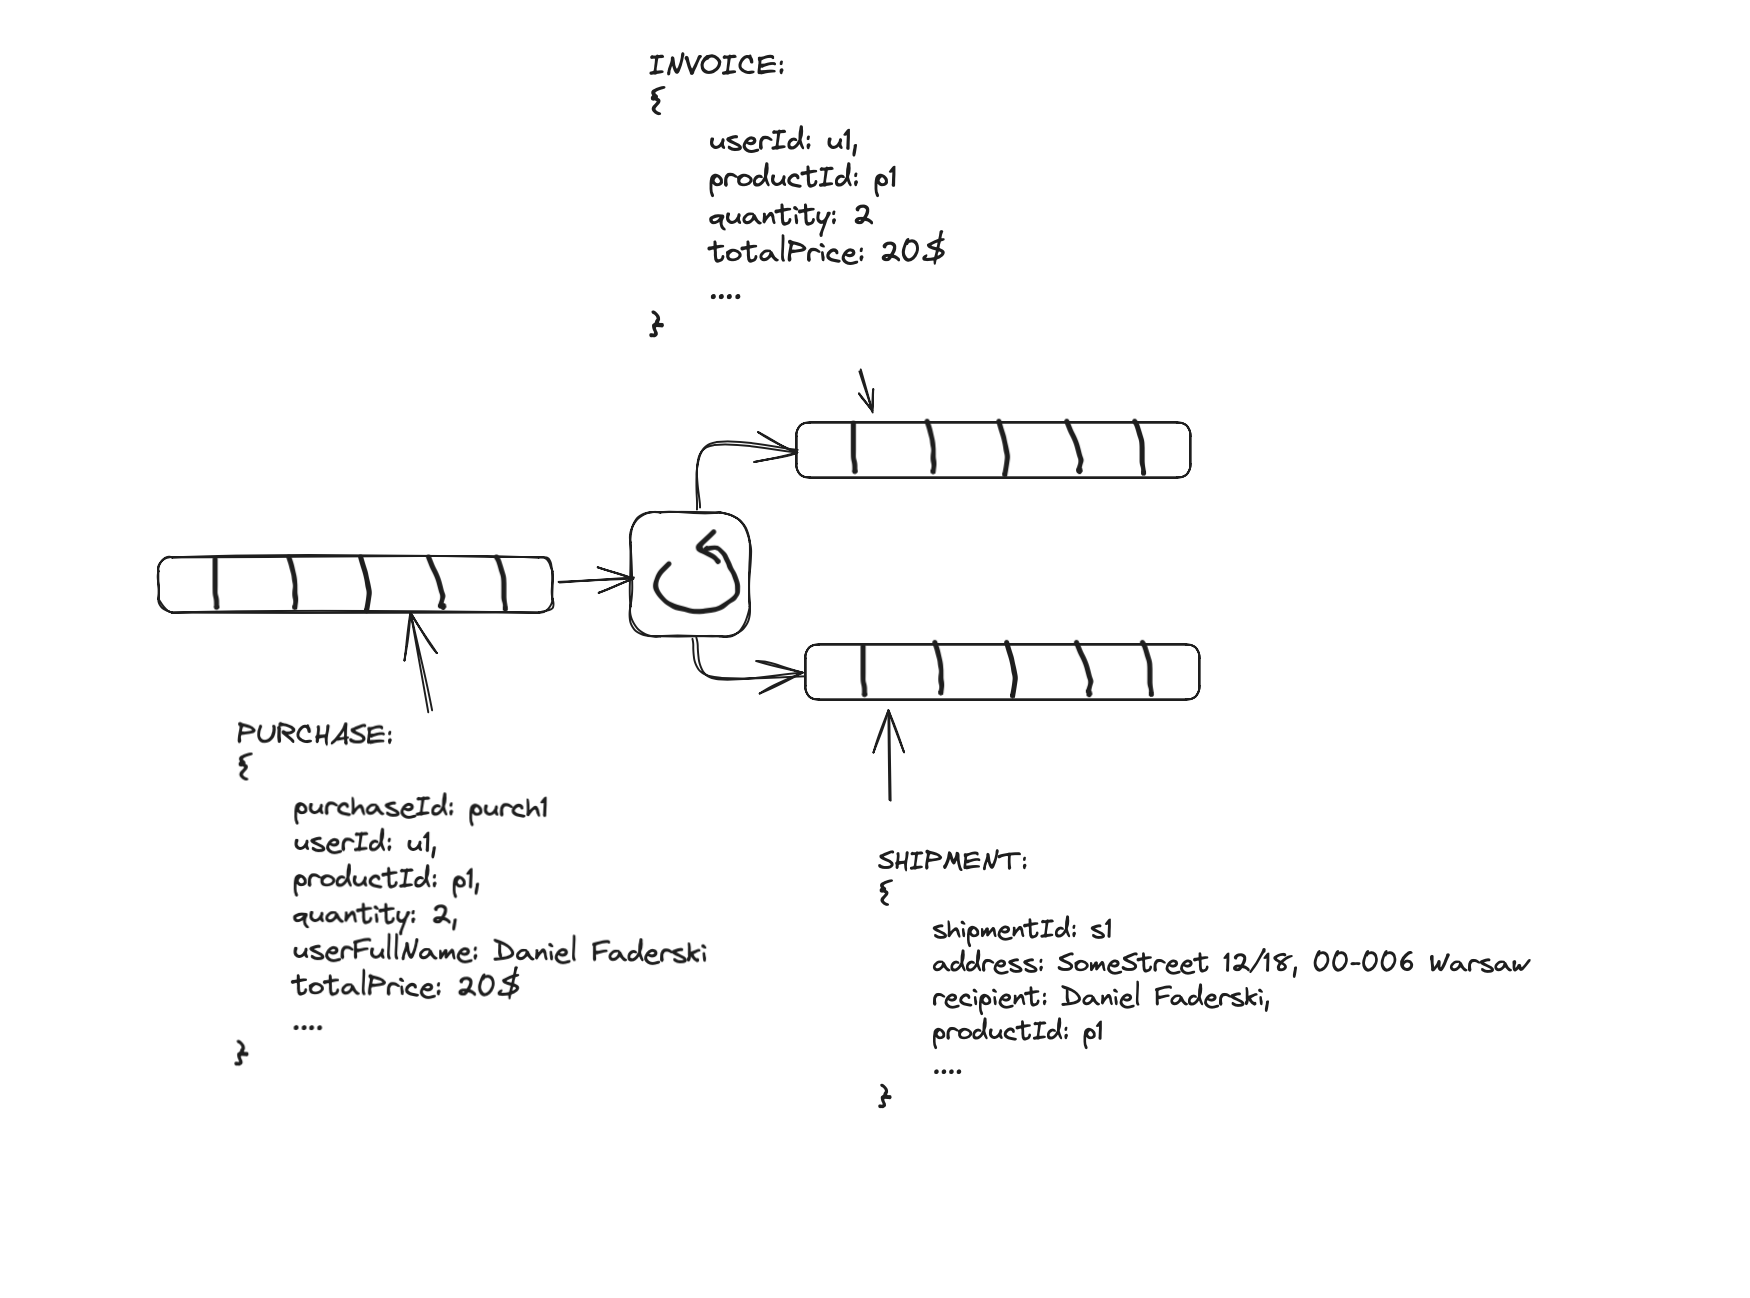 INVOICE:
{
userId: u1,
productId: p1
quantity: 2
totalPrice: 20$
....
}
PURCHASE:
{
purchaseId: purch1
userId: u1,
productId: p1,
quantity: 2,
userFullName: Daniel Faderski
totalPrice: 20$
....
}
SHIPMENT:
{
shipmentId: s1
address: SomeStreet 12/18, 00-006 Warsaw
recipient: Daniel Faderski,
productId: p1
....
}